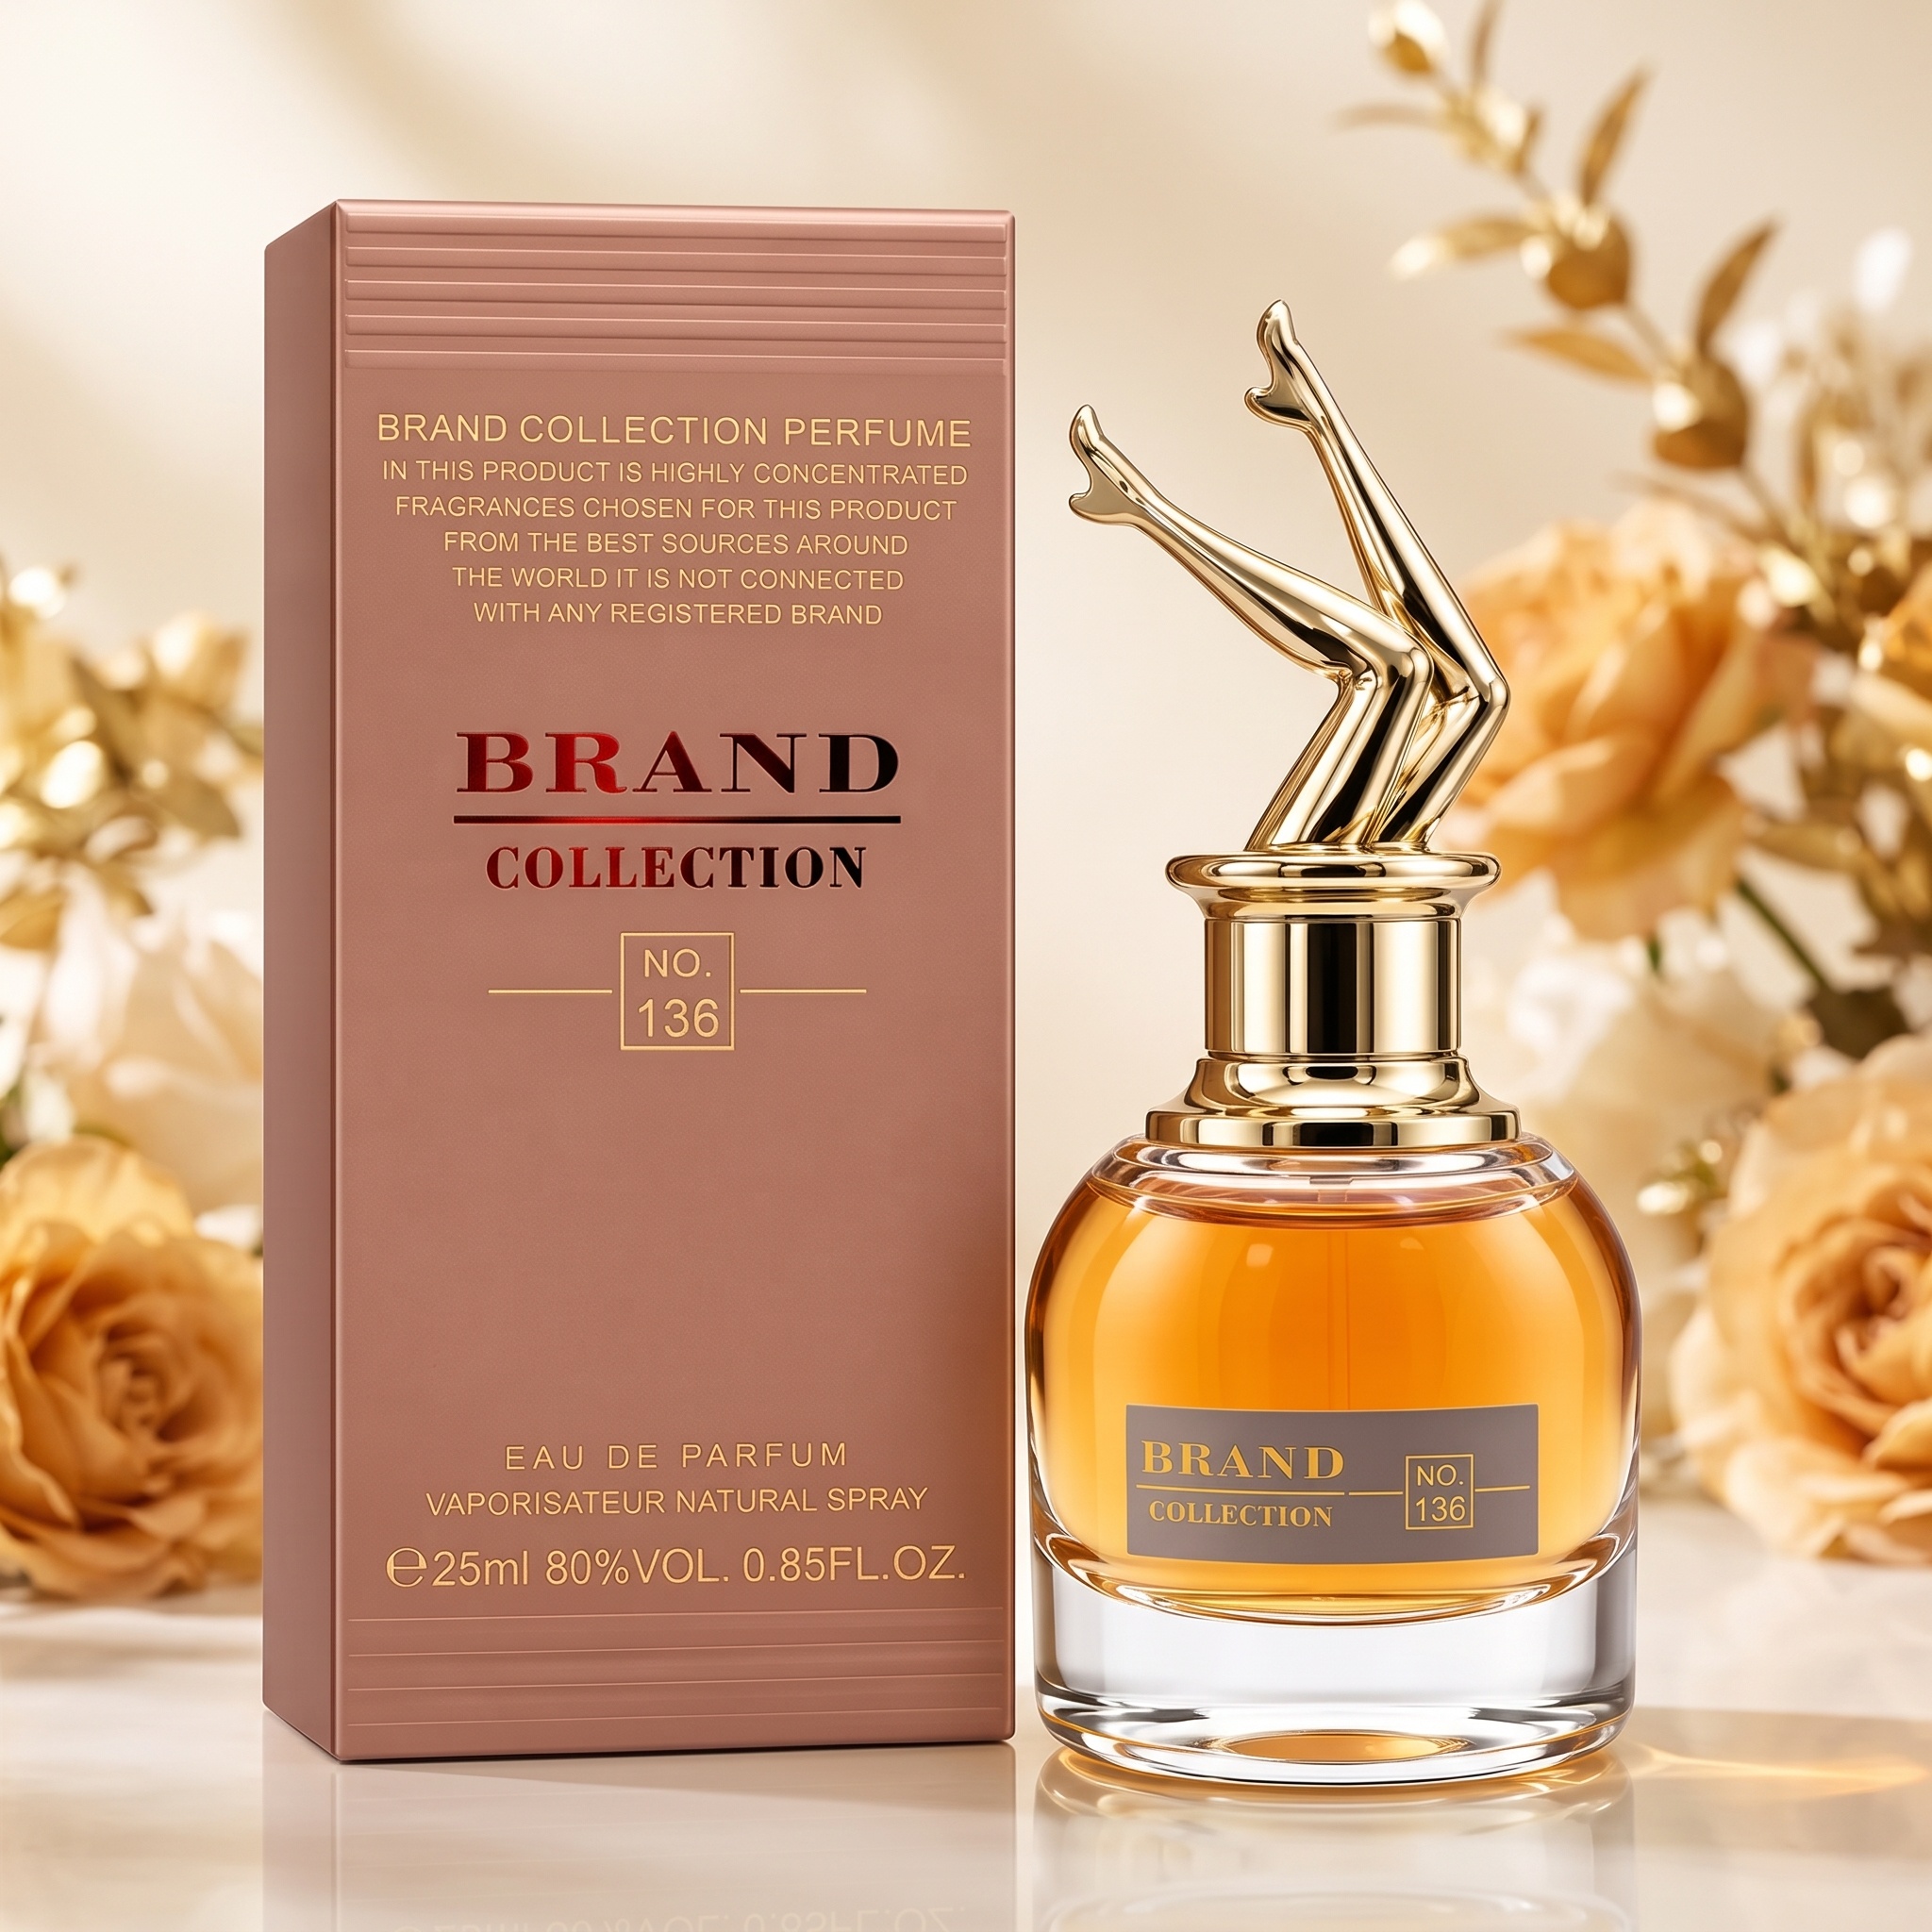 BRAND COLLECTION PERFUME
IN THIS PRODUCT IS HIGHLY CONCENTRATED
FRAGRANCES CHOSEN FOR THIS PRODUCT
FROM THE BEST SOURCES AROUND
THE WORLD IT IS NOT CONNECTED
WITH ANY REGISTERED BRAND
BRAND
COLLECTION
NO.
136
EAU DE PARFUM
VAPORISATEUR NATURAL SPRAY
℮25ml 80%VOL. 0.85FL.OZ.
BRAND
COLLECTION
NO.
136